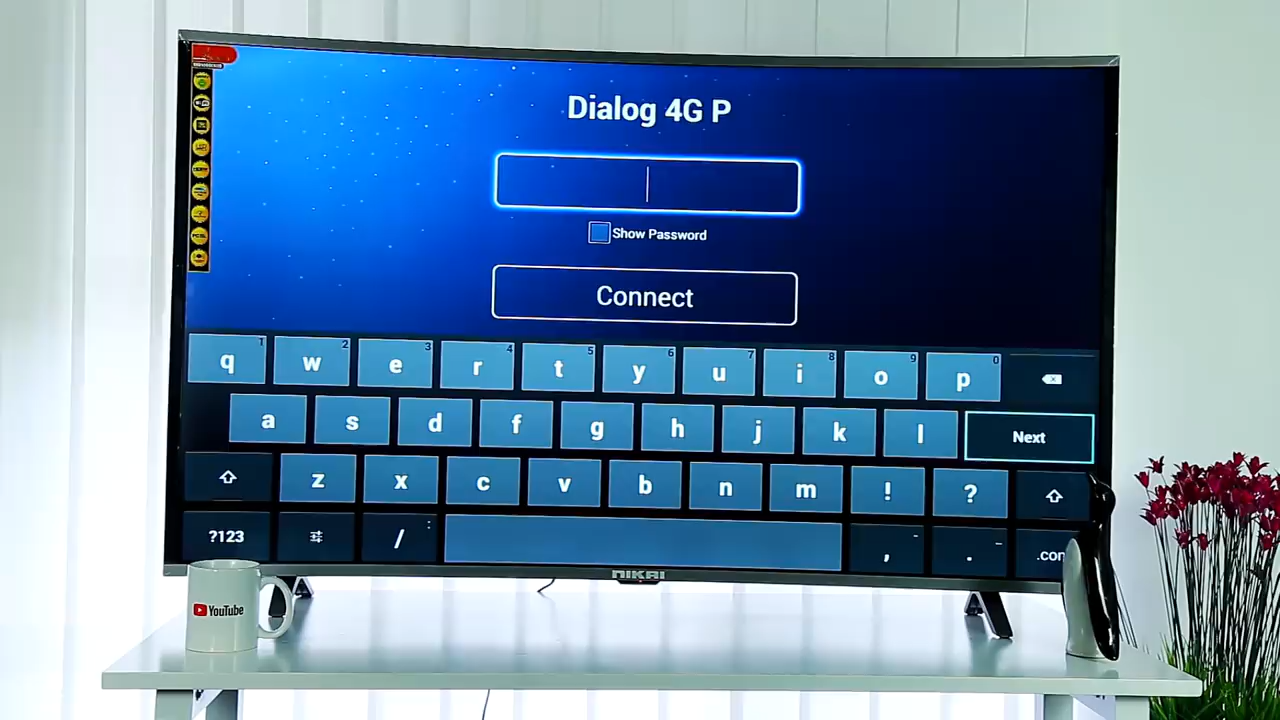 Dialog 4G P
Show Password
Connect
q 1 w 2 e 3 r 4 t 5 y 6 u 7 i 8 o 9 p 0
a s d f g h j k l Next
z x c v b n m ! ?
?123 / : , - . _ .com
NIKAI
YouTube